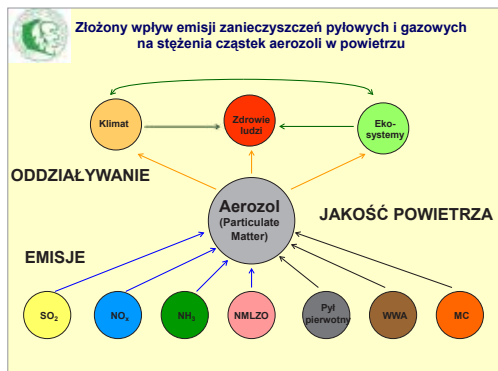 Złożony wpływ emisji zanieczyszczeń pyłowych i gazowych
na stężenia cząstek aerozoli w powietrzu
Klimat
Zdrowie
ludzi
Eko-
systemy
ODDZIAŁYWANIE
Aerozol
(Particulate
Matter)
JAKOŚĆ POWIETRZA
EMISJE
SO₂
NOₓ
NH₃
NMLZO
Pył
pierwotny
WWA
MC